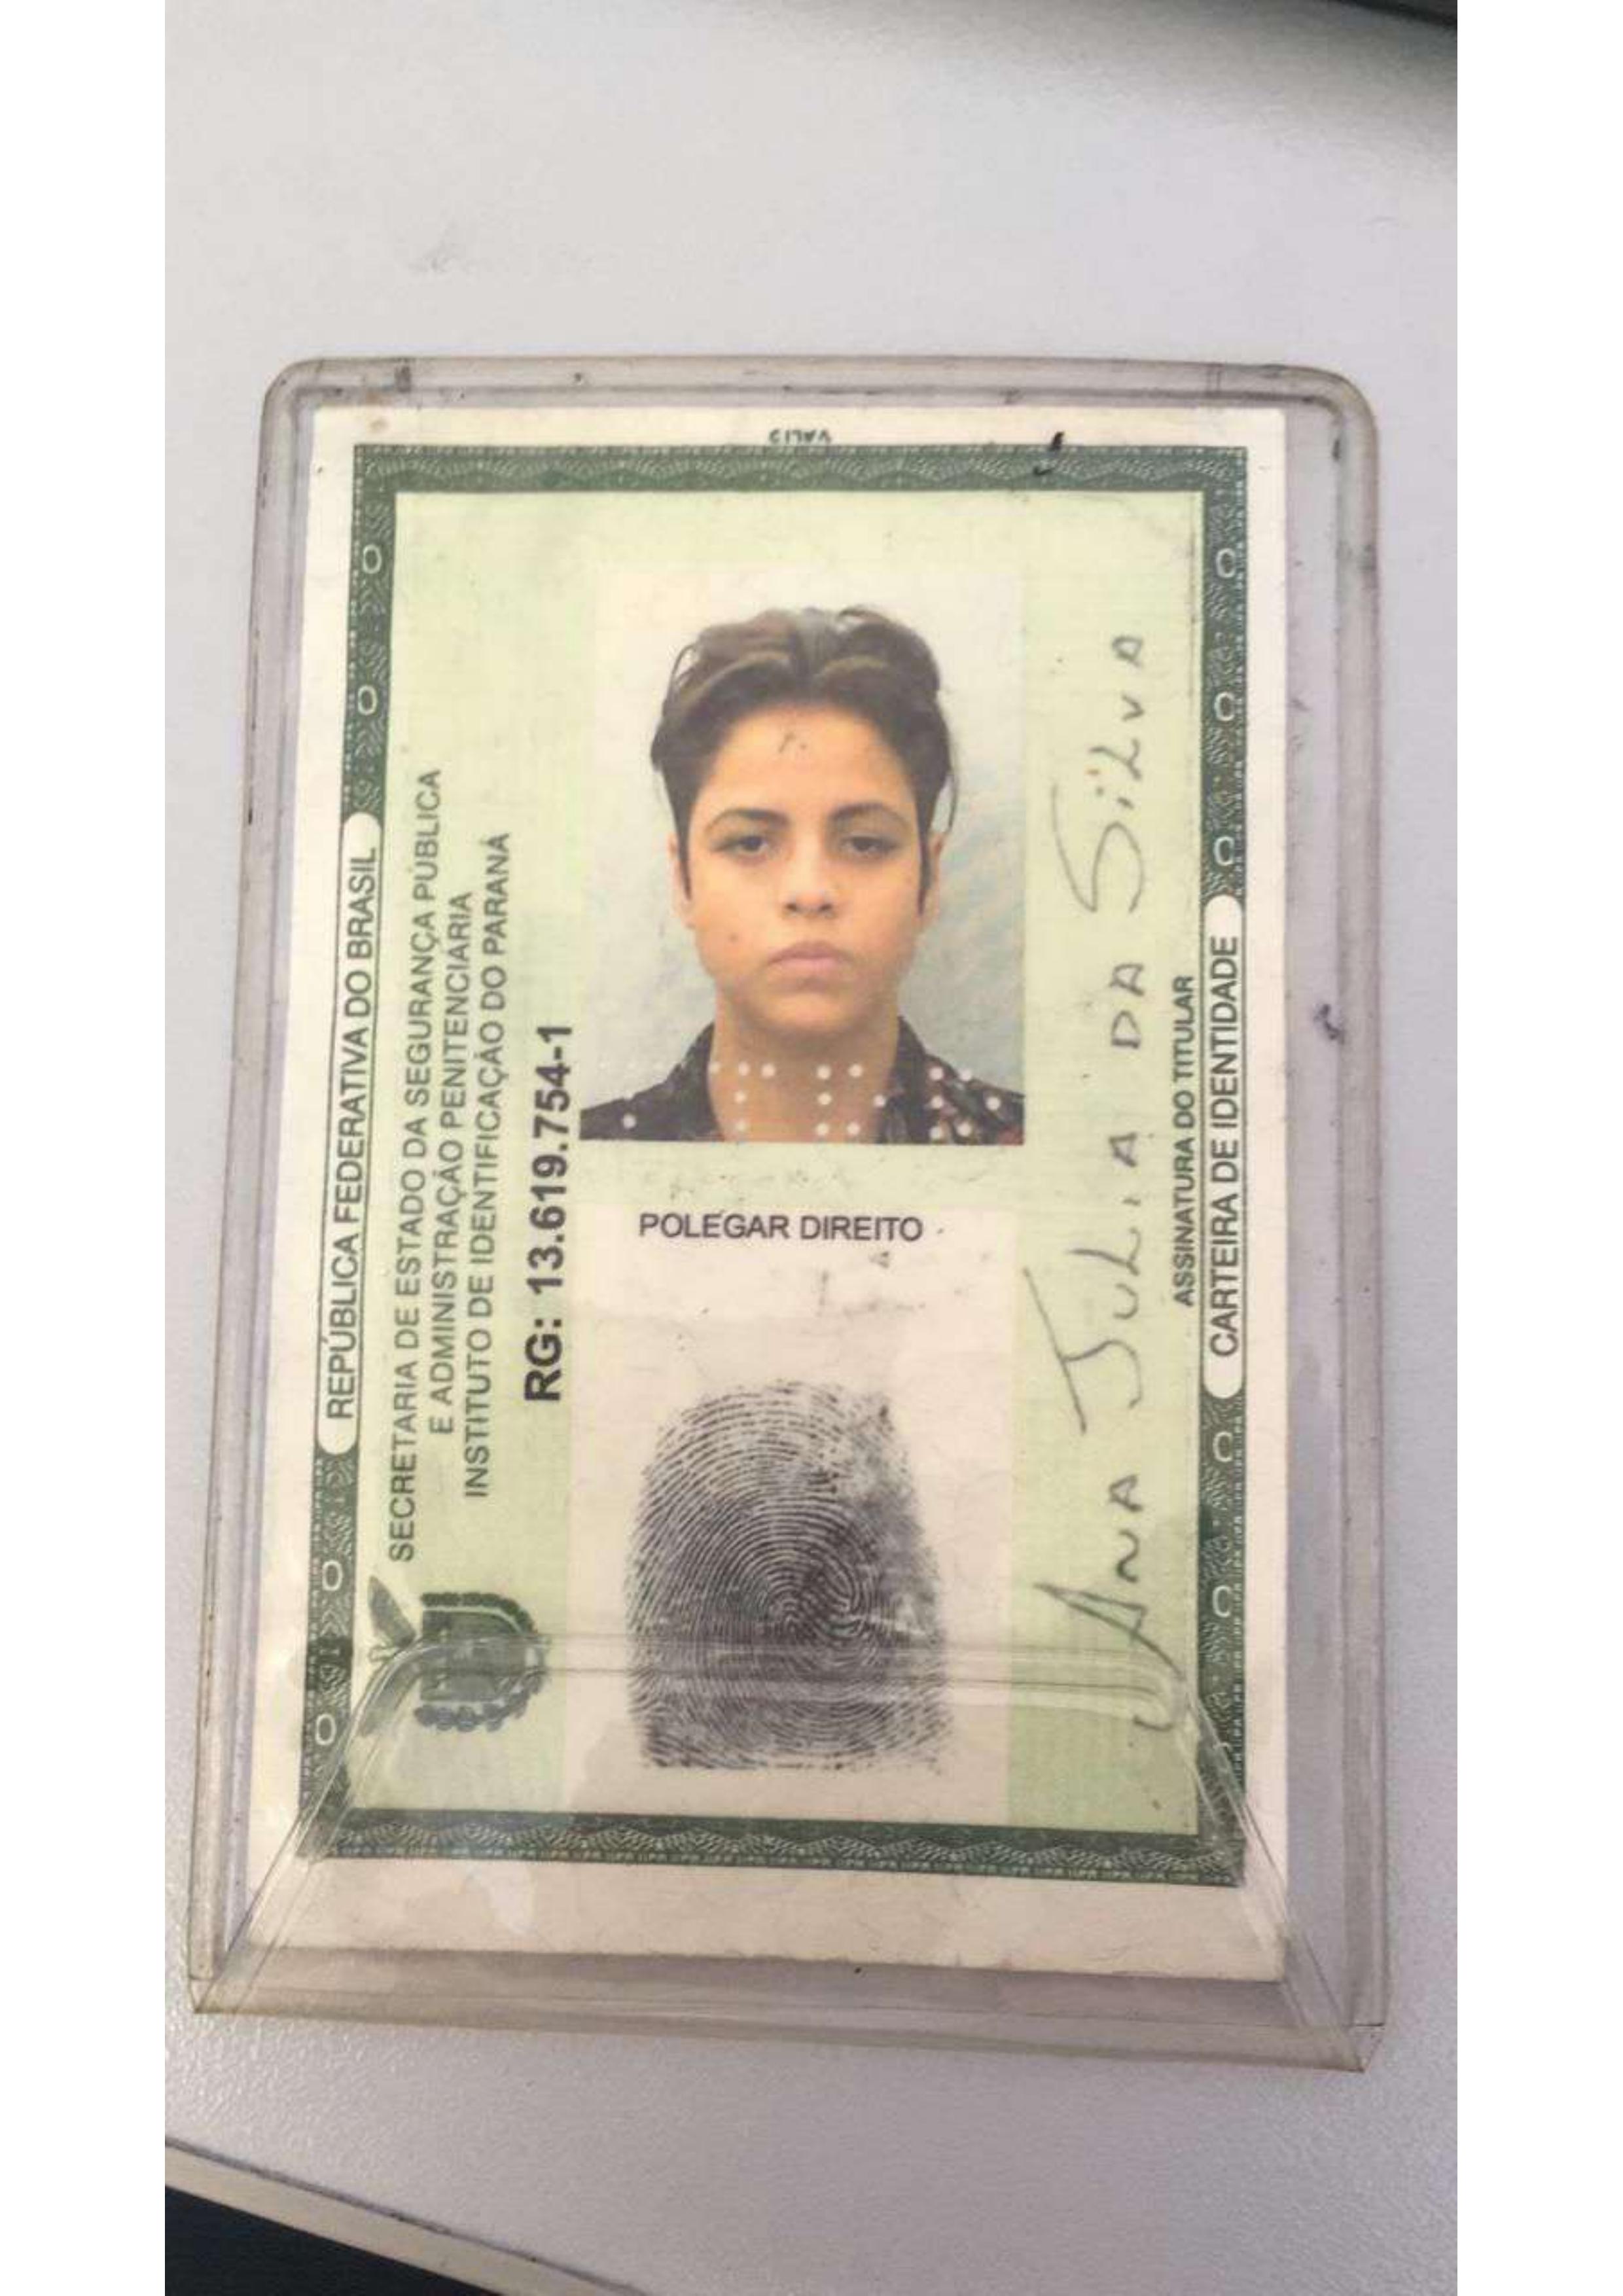 VALID
REPÚBLICA FEDERATIVA DO BRASIL
SECRETARIA DE ESTADO DA SEGURANÇA PÚBLICA
E ADMINISTRAÇÃO PENITENCIÁRIA
INSTITUTO DE IDENTIFICAÇÃO DO PARANÁ
RG: 13.619.754-1
POLEGAR DIREITO
ANA JULIA DA SILVA
ASSINATURA DO TITULAR
CARTEIRA DE IDENTIDADE